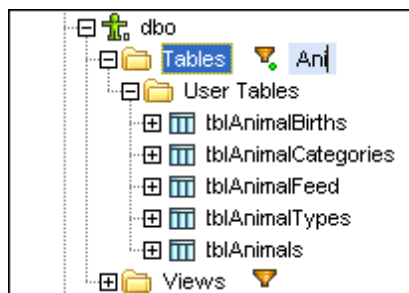 dbo
Tables Ani
User Tables
tblAnimalBirths
tblAnimalCategories
tblAnimalFeed
tblAnimalTypes
tblAnimals
Views